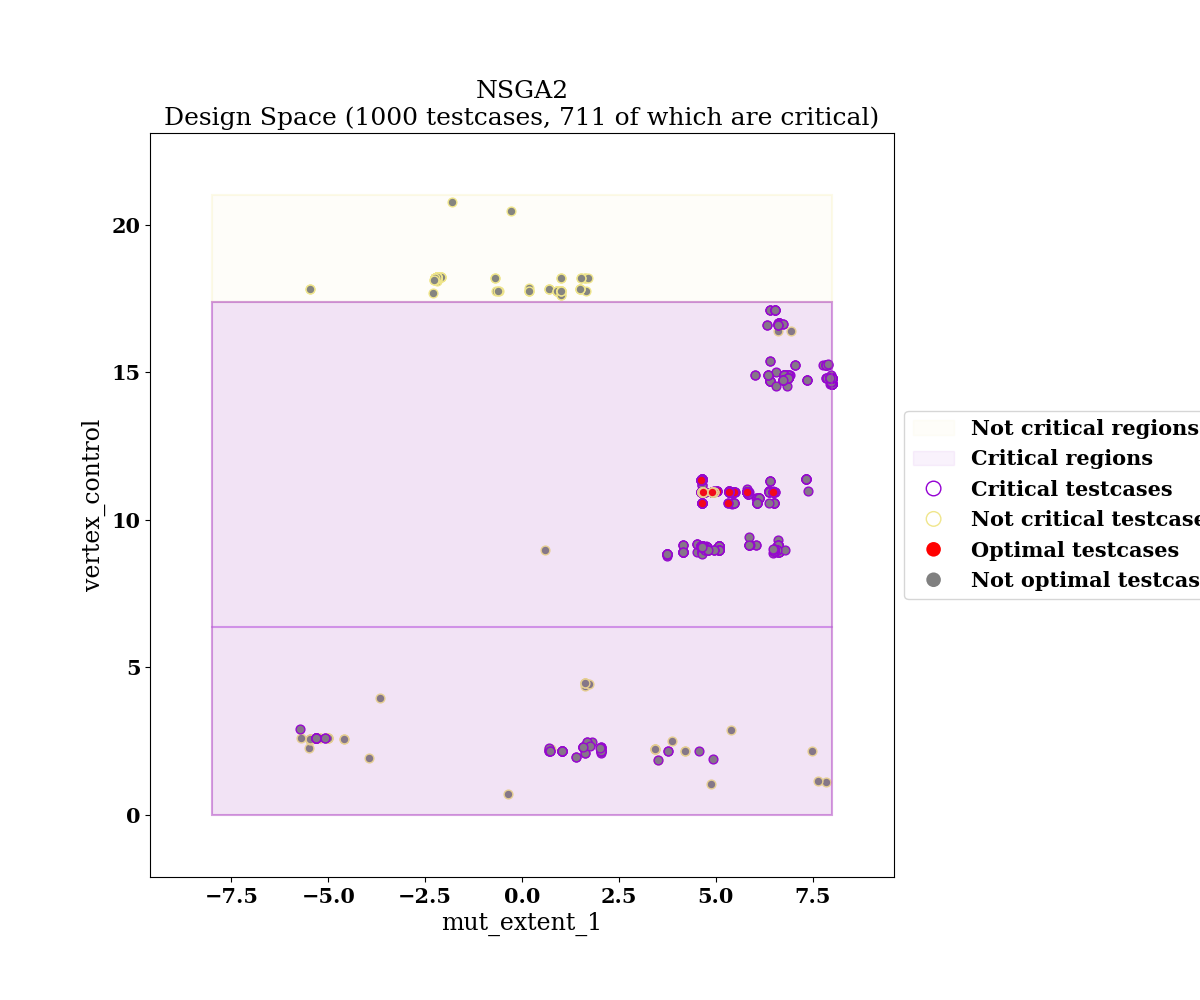 NSGA2
Design Space (1000 testcases, 711 of which are critical)
20
15
10
5
0
vertex_control
−7.5 −5.0 −2.5 0.0 2.5 5.0 7.5
mut_extent_1
Not critical regions
Critical regions
Critical testcases
Not critical testcase
Optimal testcases
Not optimal testcas